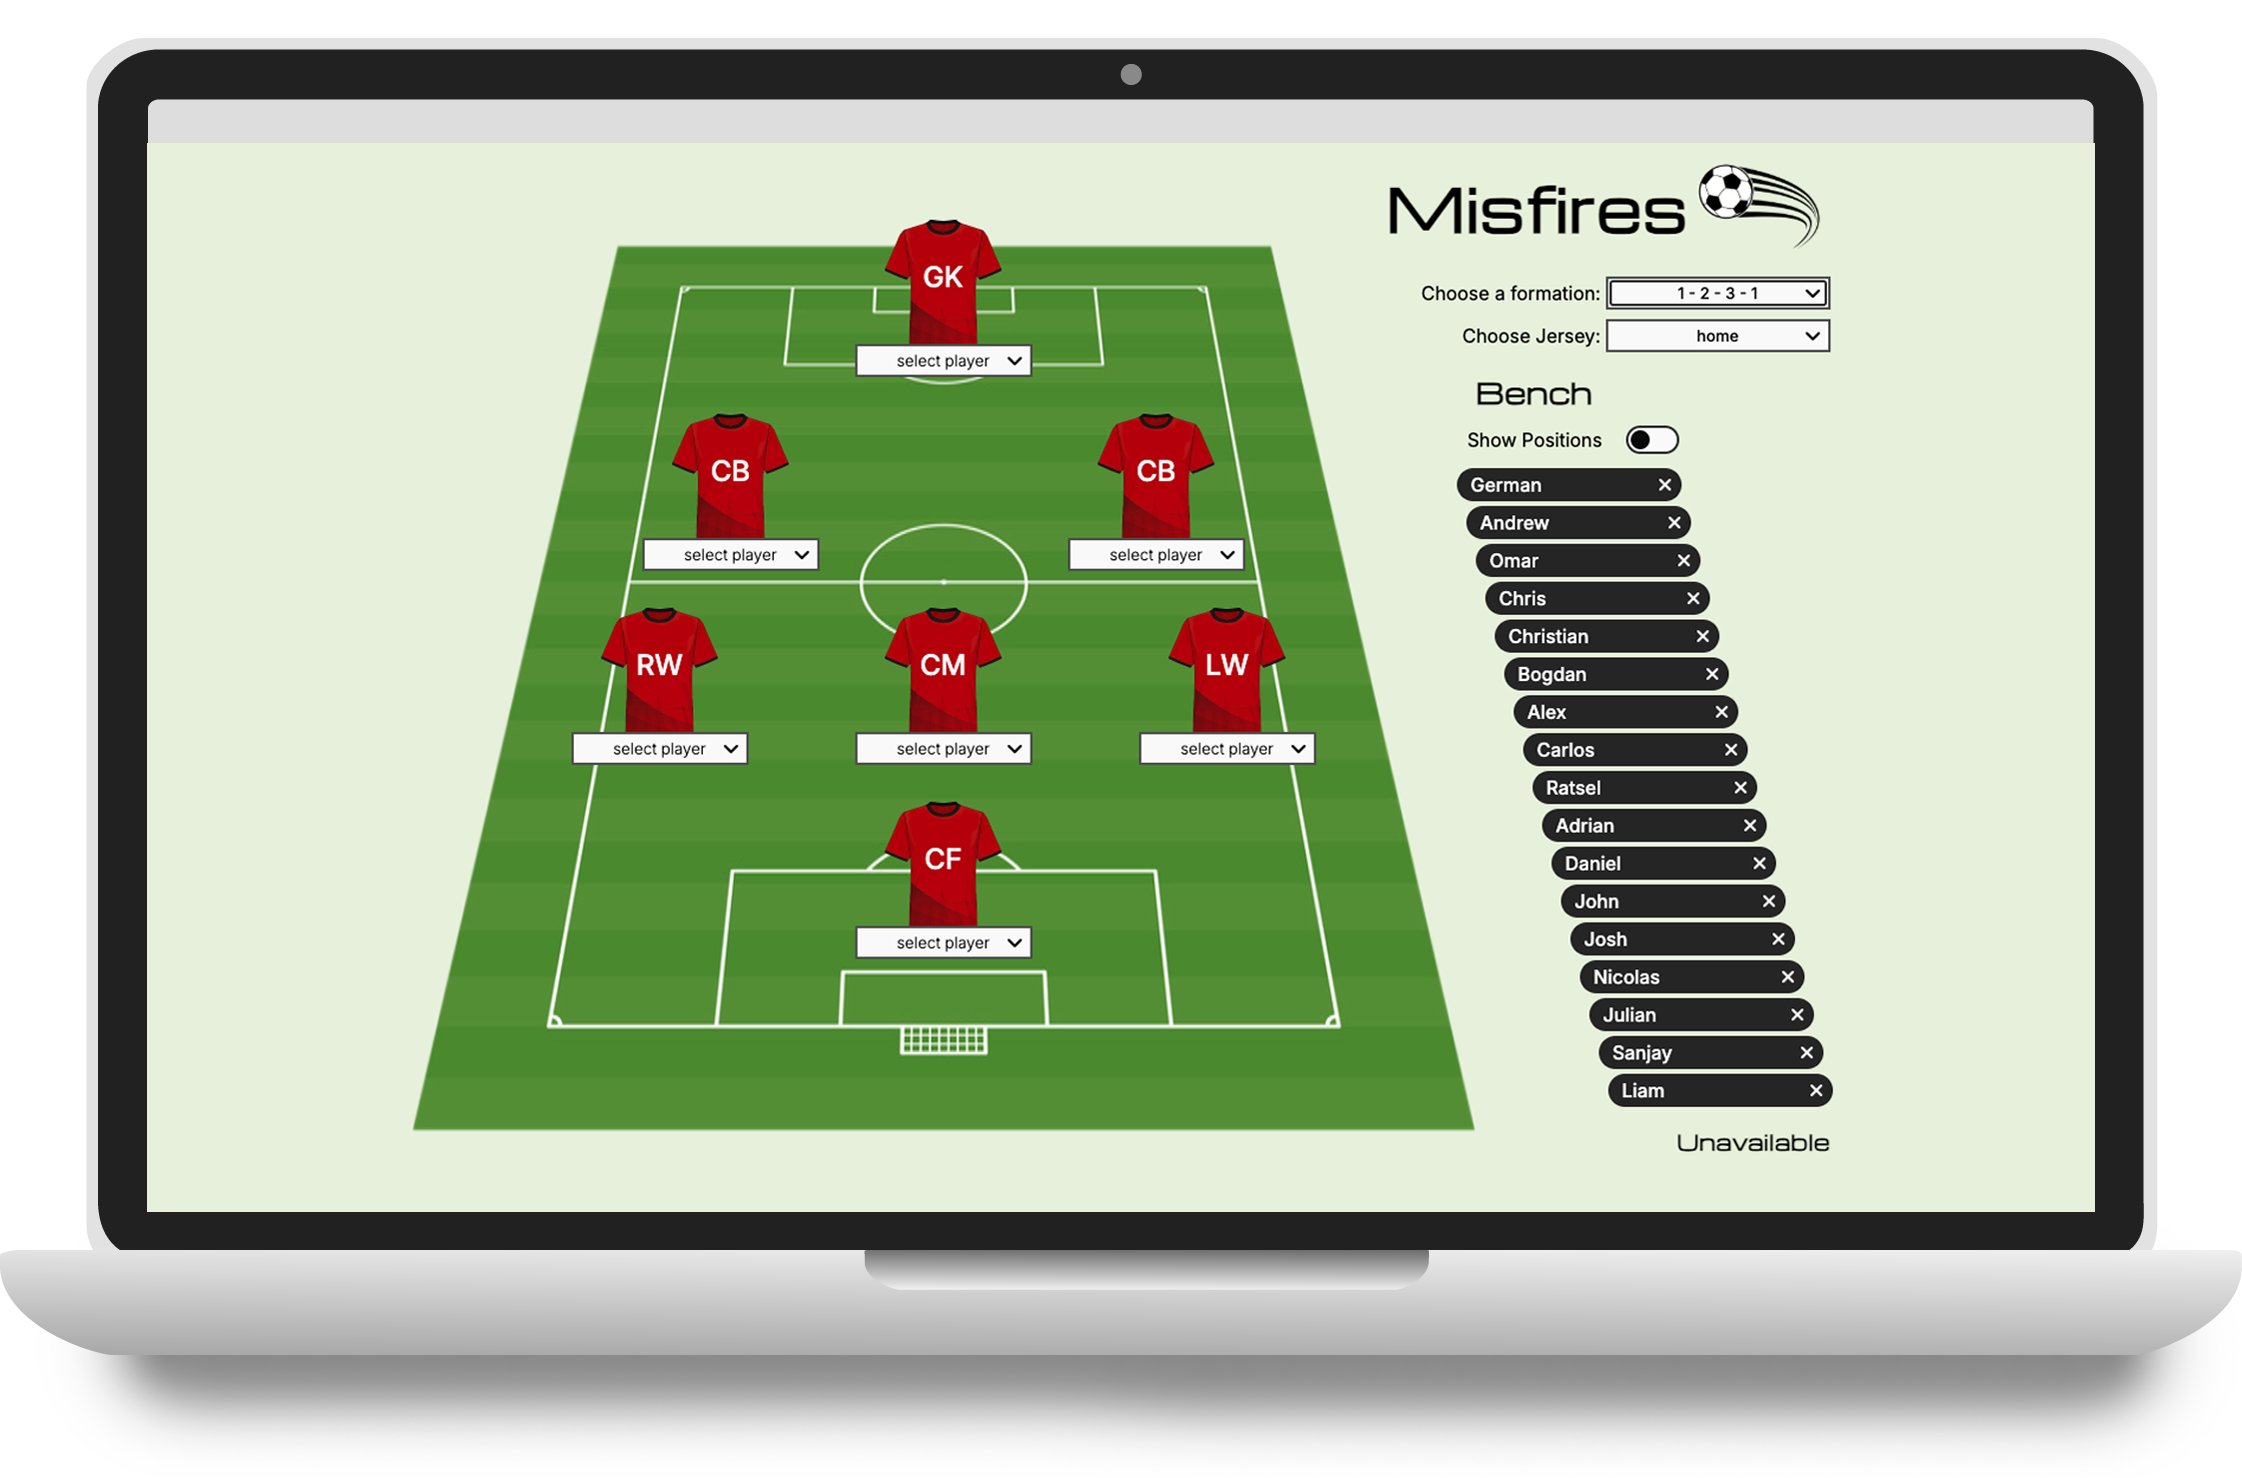 Misfires
Choose a formation: 1 - 2 - 3 - 1
Choose Jersey: home
GK
select player
CB CB
select player select player
RW CM LW
select player select player select player
CF
select player
Bench
Show Positions
German
Andrew
Omar
Chris
Christian
Bogdan
Alex
Carlos
Ratsel
Adrian
Daniel
John
Josh
Nicolas
Julian
Sanjay
Liam
Unavailable